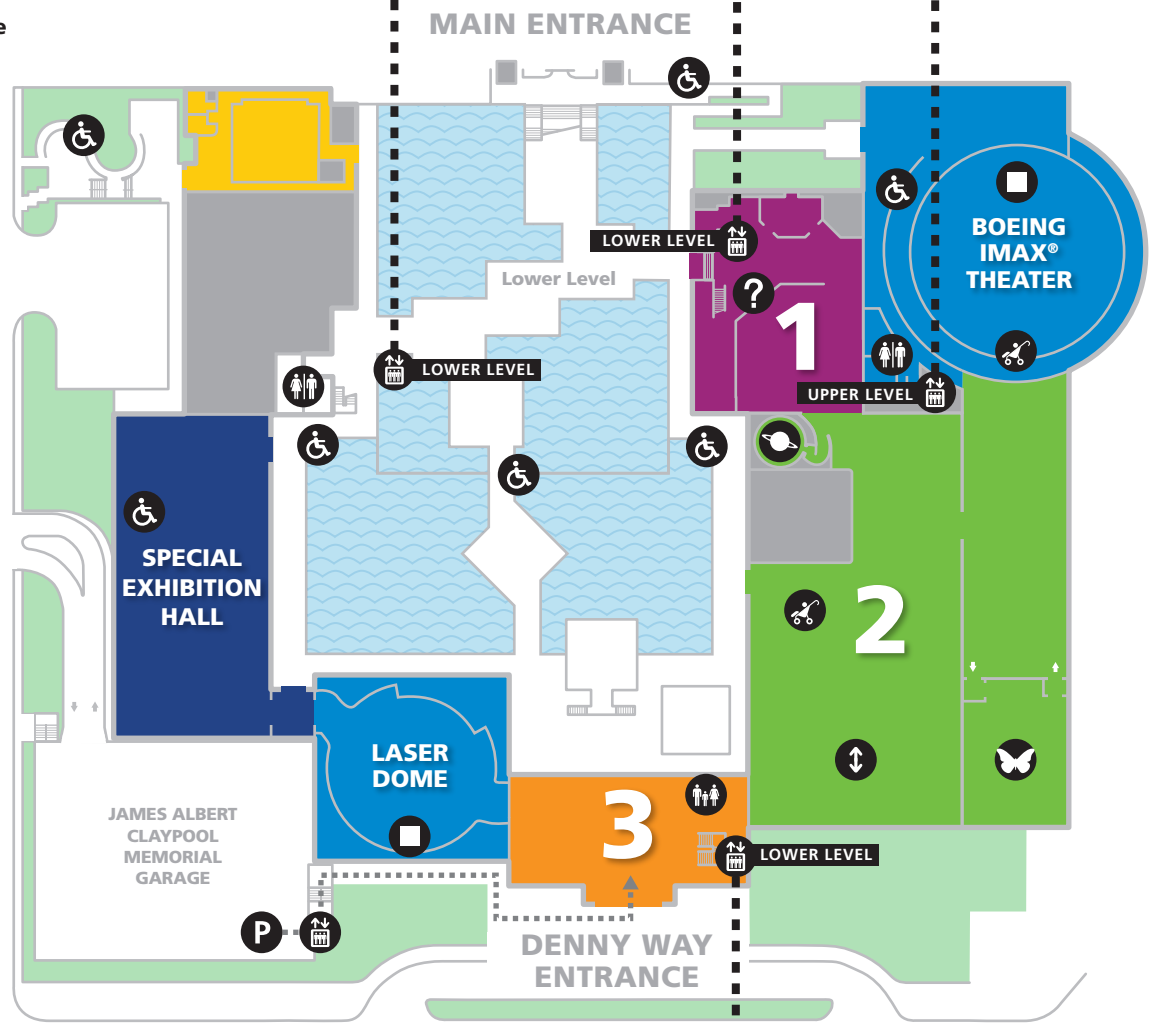 e
MAIN ENTRANCE
LOWER LEVEL
Lower Level
BOEING
IMAX®
THEATER
?
1
LOWER LEVEL
UPPER LEVEL
SPECIAL
EXHIBITION
HALL
2
LASER
DOME
3
JAMES ALBERT
CLAYPOOL
MEMORIAL
GARAGE
LOWER LEVEL
P
DENNY WAY
ENTRANCE